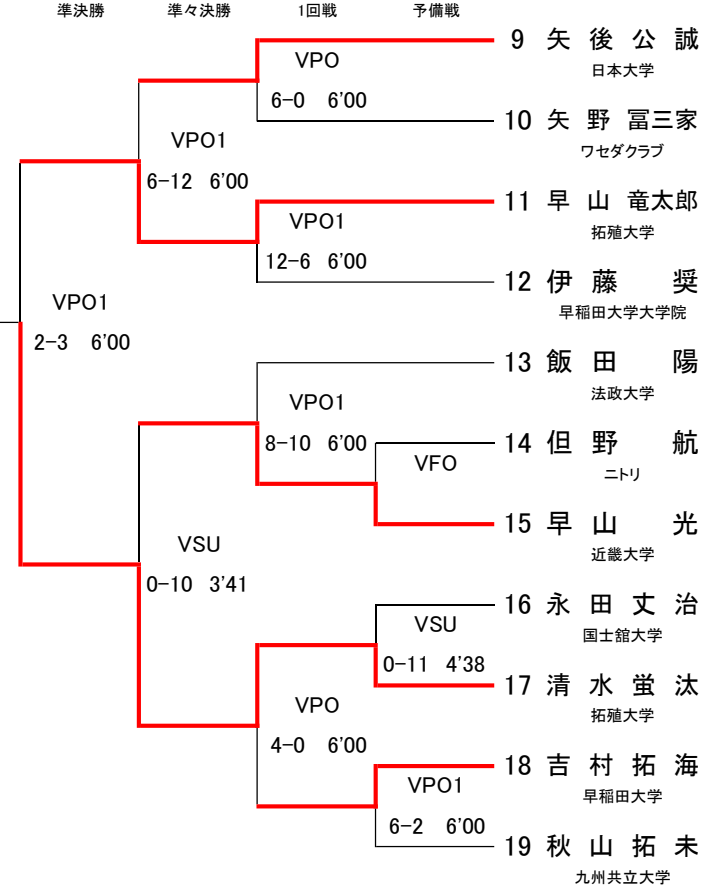 準決勝 準々決勝 1回戦 予備戦
9 矢後公誠
日本大学
VPO
6-0 6'00
10 矢野冨三家
ワセダクラブ
VPO1
6-12 6'00
11 早山竜太郎
拓殖大学
VPO1
12-6 6'00
12 伊藤奨
早稲田大学大学院
VPO1
2-3 6'00
13 飯田陽
法政大学
VPO1
8-10 6'00
14 但野航
ニトリ
VFO
15 早山光
近畿大学
VSU
0-10 3'41
16 永田丈治
国士舘大学
VSU
0-11 4'38
17 清水蛍汰
拓殖大学
VPO
4-0 6'00
18 吉村拓海
早稲田大学
VPO1
6-2 6'00
19 秋山拓未
九州共立大学